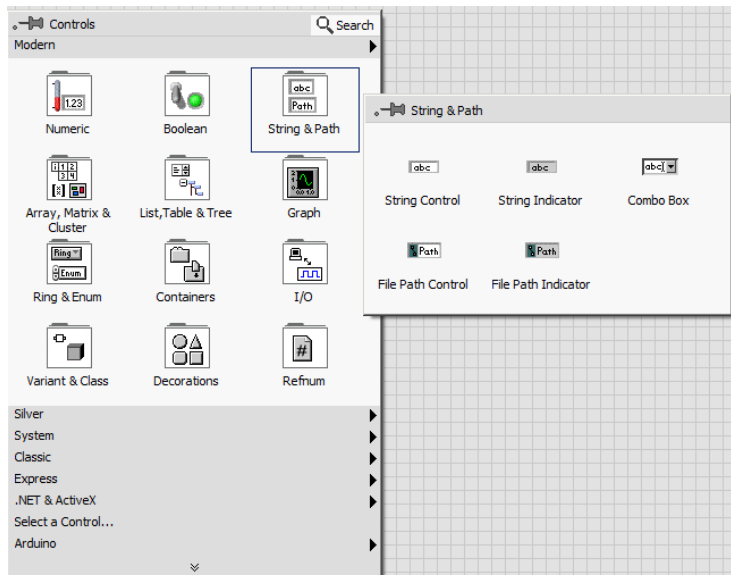 Controls
Search
Modern
1.23
abc
Path
Numeric
Boolean
String & Path
Array, Matrix &
Cluster
List,Table & Tree
Graph
Ring
Enum
Ring & Enum
Containers
I/O
#
Variant & Class
Decorations
Refnum
Silver
System
Classic
Express
.NET & ActiveX
Select a Control...
Arduino
String & Path
abc
abc
abc
String Control
String Indicator
Combo Box
Path
Path
File Path Control
File Path Indicator